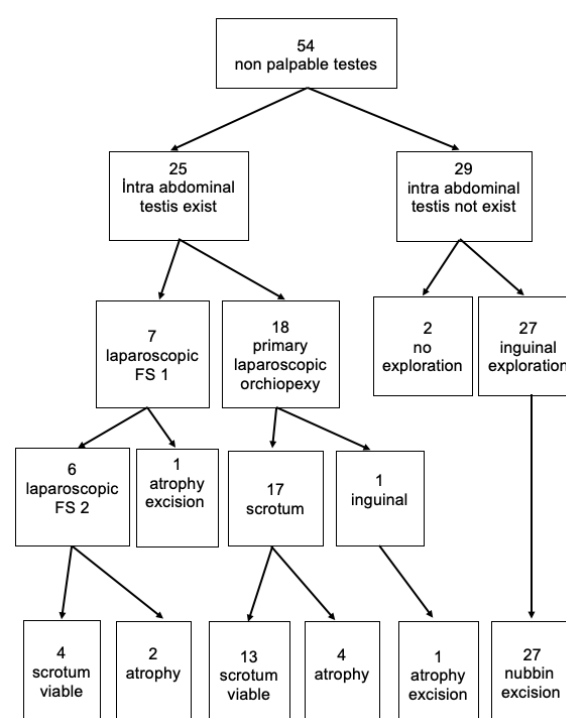 54
non palpable testes
25
İntra abdominal
testis exist
29
intra abdominal
testis not exist
7
laparoscopic
FS 1
18
primary
laparoscopic
orchiopexy
2
no
exploration
27
inguinal
exploration
6
laparoscopic
FS 2
1
atrophy
excision
17
scrotum
1
inguinal
4
scrotum
viable
2
atrophy
13
scrotum
viable
4
atrophy
1
atrophy
excision
27
nubbin
excision